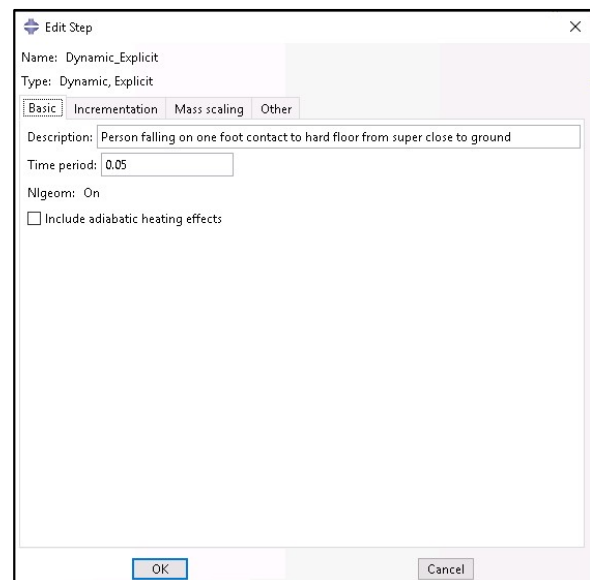 Edit Step
Name: Dynamic_Explicit
Type: Dynamic, Explicit
Basic Incrementation Mass scaling Other
Description: Person falling on one foot contact to hard floor from super close to ground
Time period: 0.05
Nlgeom: On
Include adiabatic heating effects
OK Cancel